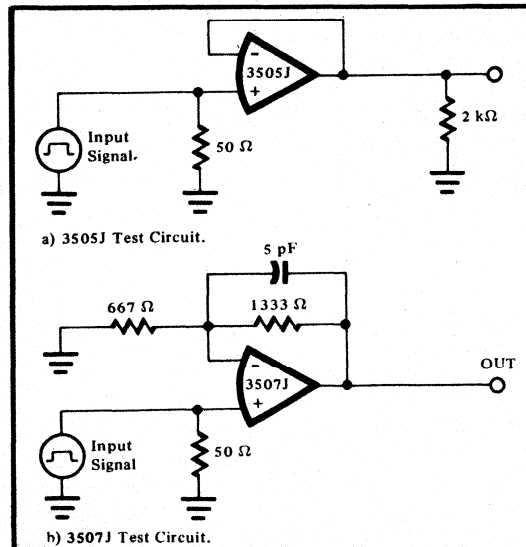 3505J
−
+
Input
Signal.
50 Ω
2 kΩ
a) 3505J Test Circuit.
5 pF
667 Ω
1333 Ω
−
3507J
+
OUT
Input
Signal
50 Ω
b) 3507J Test Circuit.